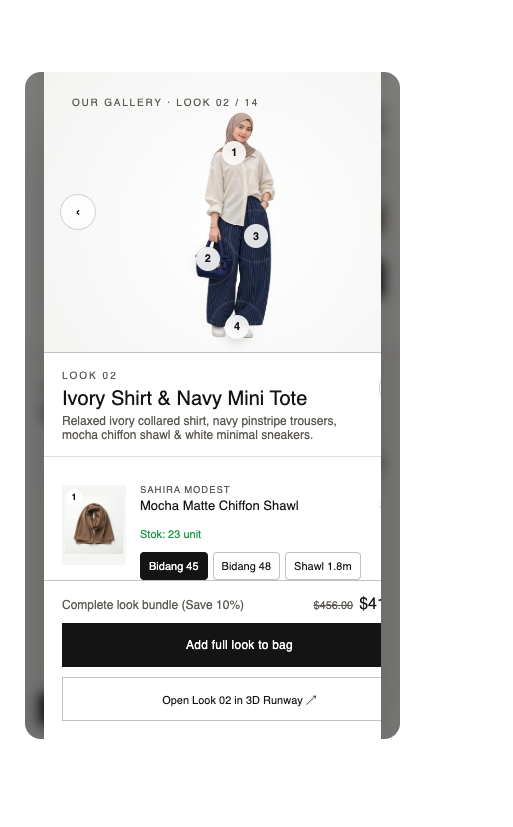 OUR GALLERY · LOOK 02 / 14
1
‹
3
2
4
LOOK 02
Ivory Shirt & Navy Mini Tote
Relaxed ivory collared shirt, navy pinstripe trousers,
mocha chiffon shawl & white minimal sneakers.
1
SAHIRA MODEST
Mocha Matte Chiffon Shawl
Stok: 23 unit
Bidang 45 Bidang 48 Shawl 1.8m
Complete look bundle (Save 10%) $456.00
Add full look to bag
Open Look 02 in 3D Runway ↗